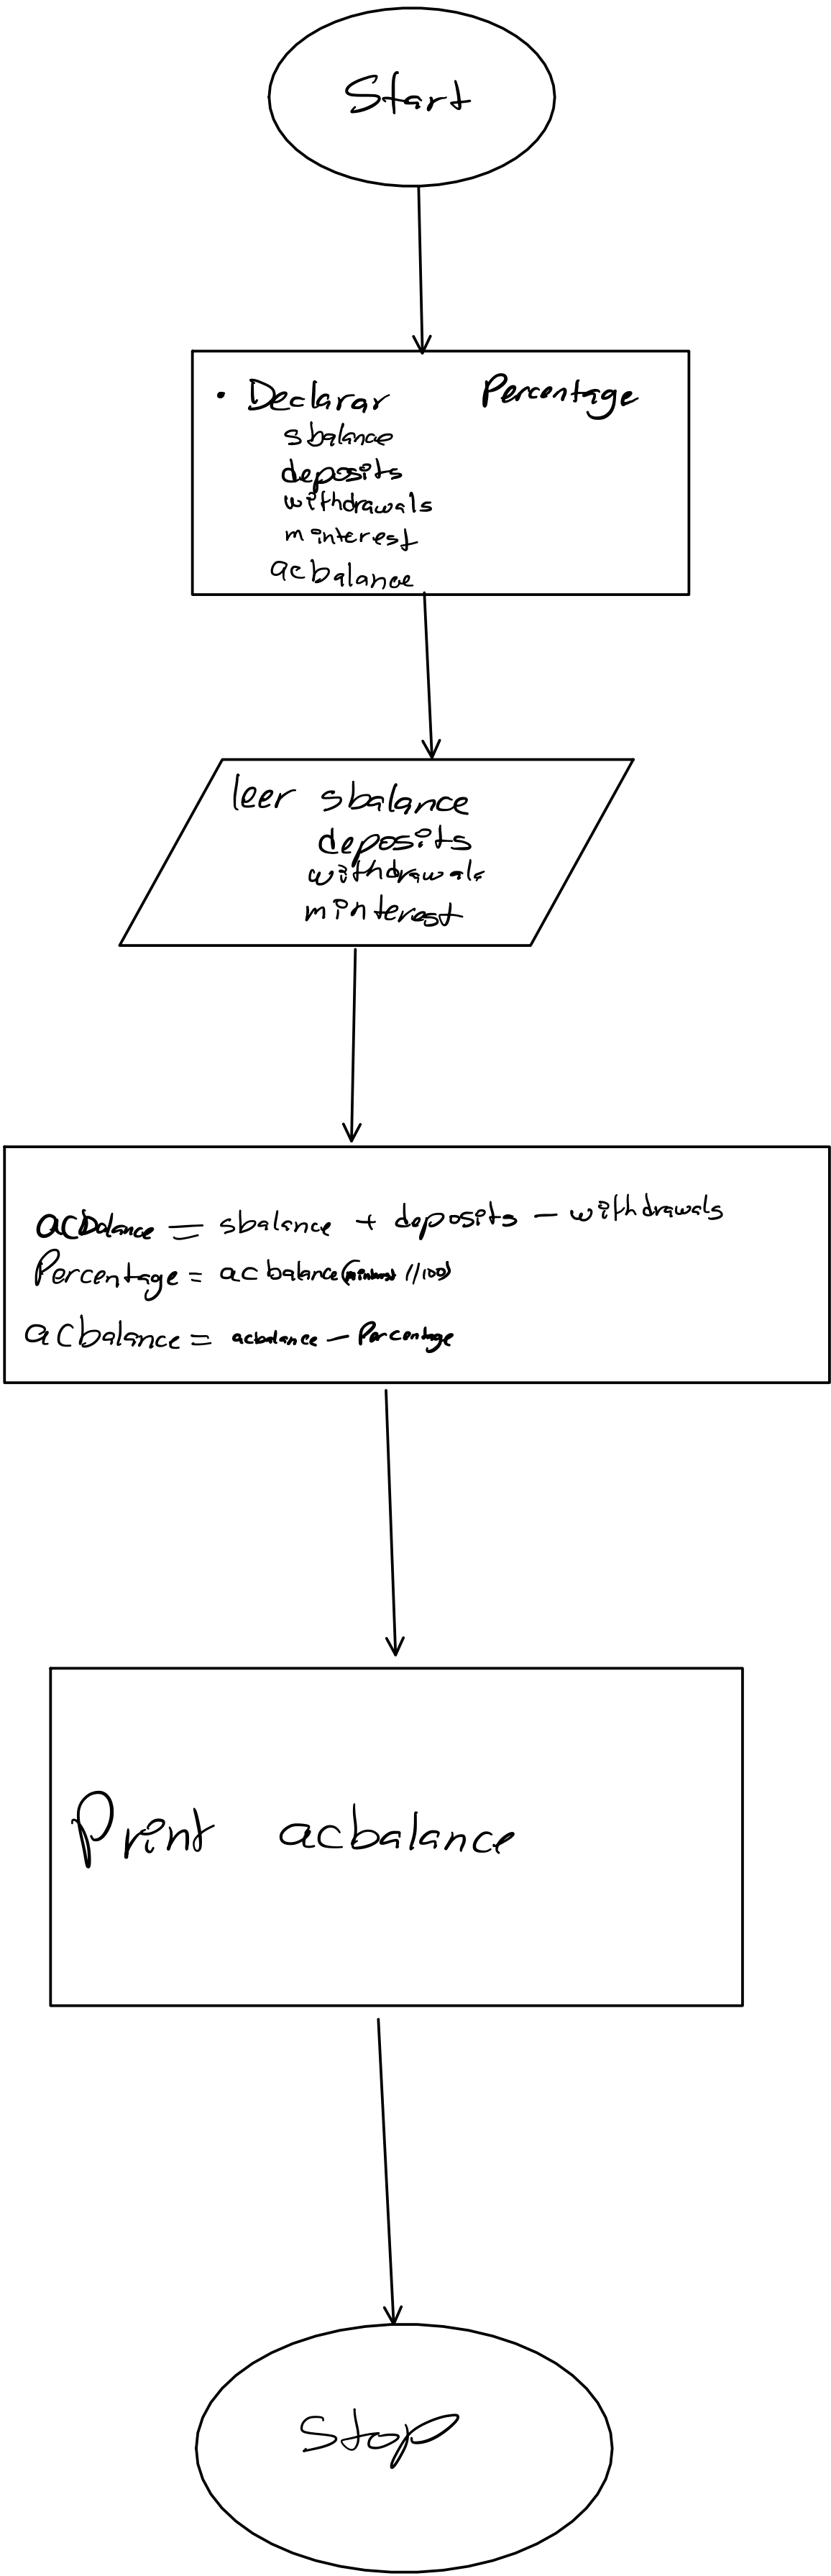 Start
• Declarar Percentage
sbalance
deposits
withdrawals
minterest
acbalance
leer sbalance
deposits
withdrawals
minterest
acbalance = sbalance + deposits - withdrawals
Percentage = acbalance(minterest //100)
acbalance = acbalance - Percentage
Print acbalance
Stop